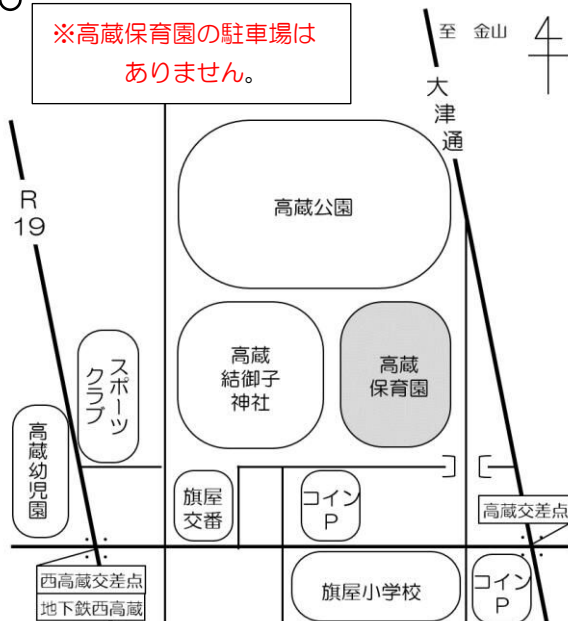 ※高蔵保育園の駐車場は
ありません。
至 金山
大津通
R
19
高蔵公園
スポーツ
クラブ
高蔵
結御子
神社
高蔵
保育園
高蔵幼児園
旗屋
交番
コイン
P
高蔵交差点
西高蔵交差点
地下鉄西高蔵
旗屋小学校
コイン
P